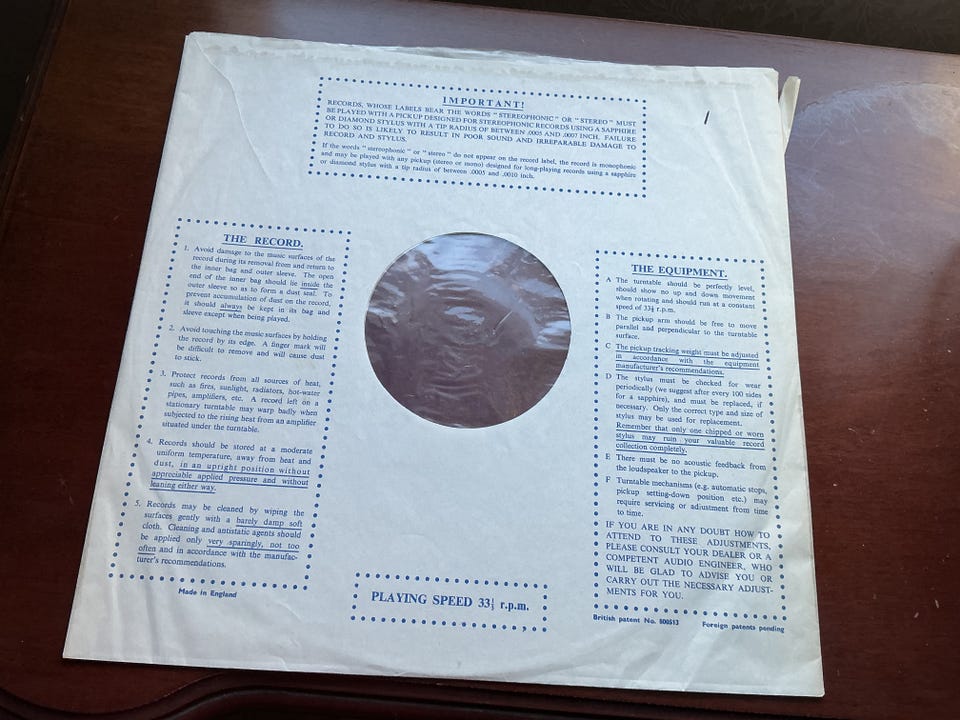 IMPORTANT!
RECORDS, WHOSE LABELS BEAR THE WORDS "STEREOPHONIC" OR "STEREO" MUST
BE PLAYED WITH A PICKUP DESIGNED FOR STEREOPHONIC RECORDS USING A SAPPHIRE
OR DIAMOND STYLUS WITH A TIP RADIUS OF BETWEEN .0005 AND .0007 INCH. FAILURE
TO DO SO IS LIKELY TO RESULT IN POOR SOUND AND IRREPARABLE DAMAGE TO
RECORD AND STYLUS.
If the words "stereophonic" or "stereo" do not appear on the record label, the record is monophonic
and may be played with any pickup (stereo or mono) designed for long-playing records using a sapphire
or diamond stylus with a tip radius of between .0005 and .0010 inch.
THE RECORD.
1. Avoid damage to the music surfaces of the
record during its removal from and return to
the inner bag and outer sleeve. The open
end of the inner bag should lie inside the
outer sleeve so as to form a dust seal. To
prevent accumulation of dust on the record,
it should always be kept in its bag and
sleeve except when being played.
2. Avoid touching the music surfaces by holding
the record by its edge. A finger mark will
be difficult to remove and will cause dust
to stick.
3. Protect records from all sources of heat,
such as fires, sunlight, radiators, hot-water
pipes, amplifiers, etc. A record left on a
stationary turntable may warp badly when
subjected to the rising heat from an amplifier
situated under the turntable.
4. Records should be stored at a moderate
uniform temperature, away from heat and
dust, in an upright position without
appreciable applied pressure and without
leaning either way.
5. Records may be cleaned by wiping the
surfaces gently with a barely damp soft
cloth. Cleaning and antistatic agents should
be applied only very sparingly, not too
often and in accordance with the manufac-
turer's recommendations.
Made in England
PLAYING SPEED 33⅓ r.p.m.
THE EQUIPMENT.
A The turntable should be perfectly level,
should show no up and down movement
when rotating and should run at a constant
speed of 33⅓ r.p.m.
B The pickup arm should be free to move
parallel and perpendicular to the turntable
surface.
C The pickup tracking weight must be adjusted
in accordance with the equipment
manufacturer's recommendations.
D The stylus must be checked for wear
periodically (we suggest after every 100 sides
for a sapphire), and must be replaced, if
necessary. Only the correct type and size of
stylus may be used for replacement.
Remember that only one chipped or worn
stylus may ruin your valuable record
collection completely.
E There must be no acoustic feedback from
the loudspeaker to the pickup.
F Turntable mechanisms (e.g. automatic stops,
pickup setting-down position etc.) may
require servicing or adjustment from time
to time.
IF YOU ARE IN ANY DOUBT HOW TO
ATTEND TO THESE ADJUSTMENTS,
PLEASE CONSULT YOUR DEALER OR A
COMPETENT AUDIO ENGINEER, WHO
WILL BE GLAD TO ADVISE YOU OR
CARRY OUT THE NECESSARY ADJUST-
MENTS FOR YOU.
British patent No. 800513 Foreign patents pending